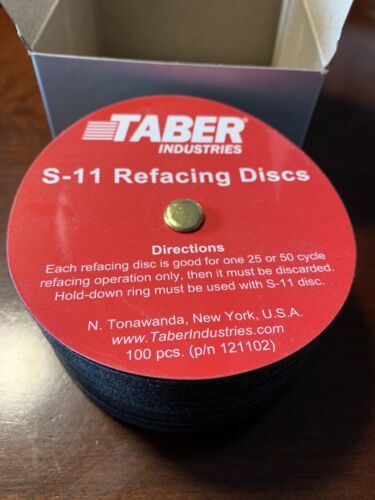 TABER®
INDUSTRIES
S-11 Refacing Discs
Directions
Each refacing disc is good for one 25 or 50 cycle
refacing operation only, then it must be discarded.
Hold-down ring must be used with S-11 disc.
N. Tonawanda, New York, U.S.A.
www.TaberIndustries.com
100 pcs. (p/n 121102)